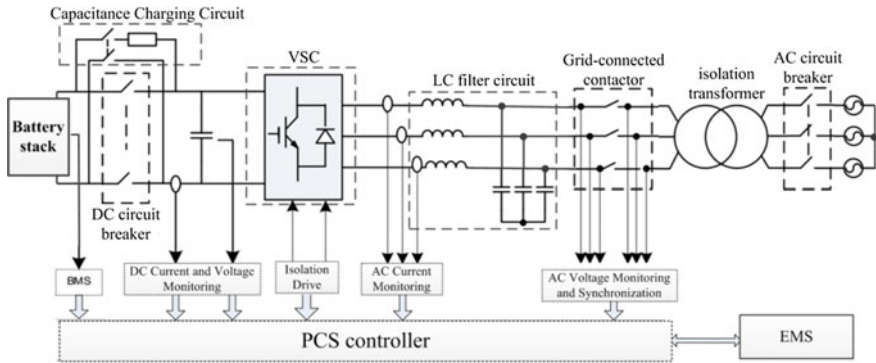 Capacitance Charging Circuit
VSC
LC filter circuit
Grid-connected
contactor
isolation
transformer
AC circuit
breaker
Battery
stack
DC circuit
breaker
BMS
DC Current and Voltage
Monitoring
Isolation
Drive
AC Current
Monitoring
AC Voltage Monitoring
and Synchronization
PCS controller
EMS